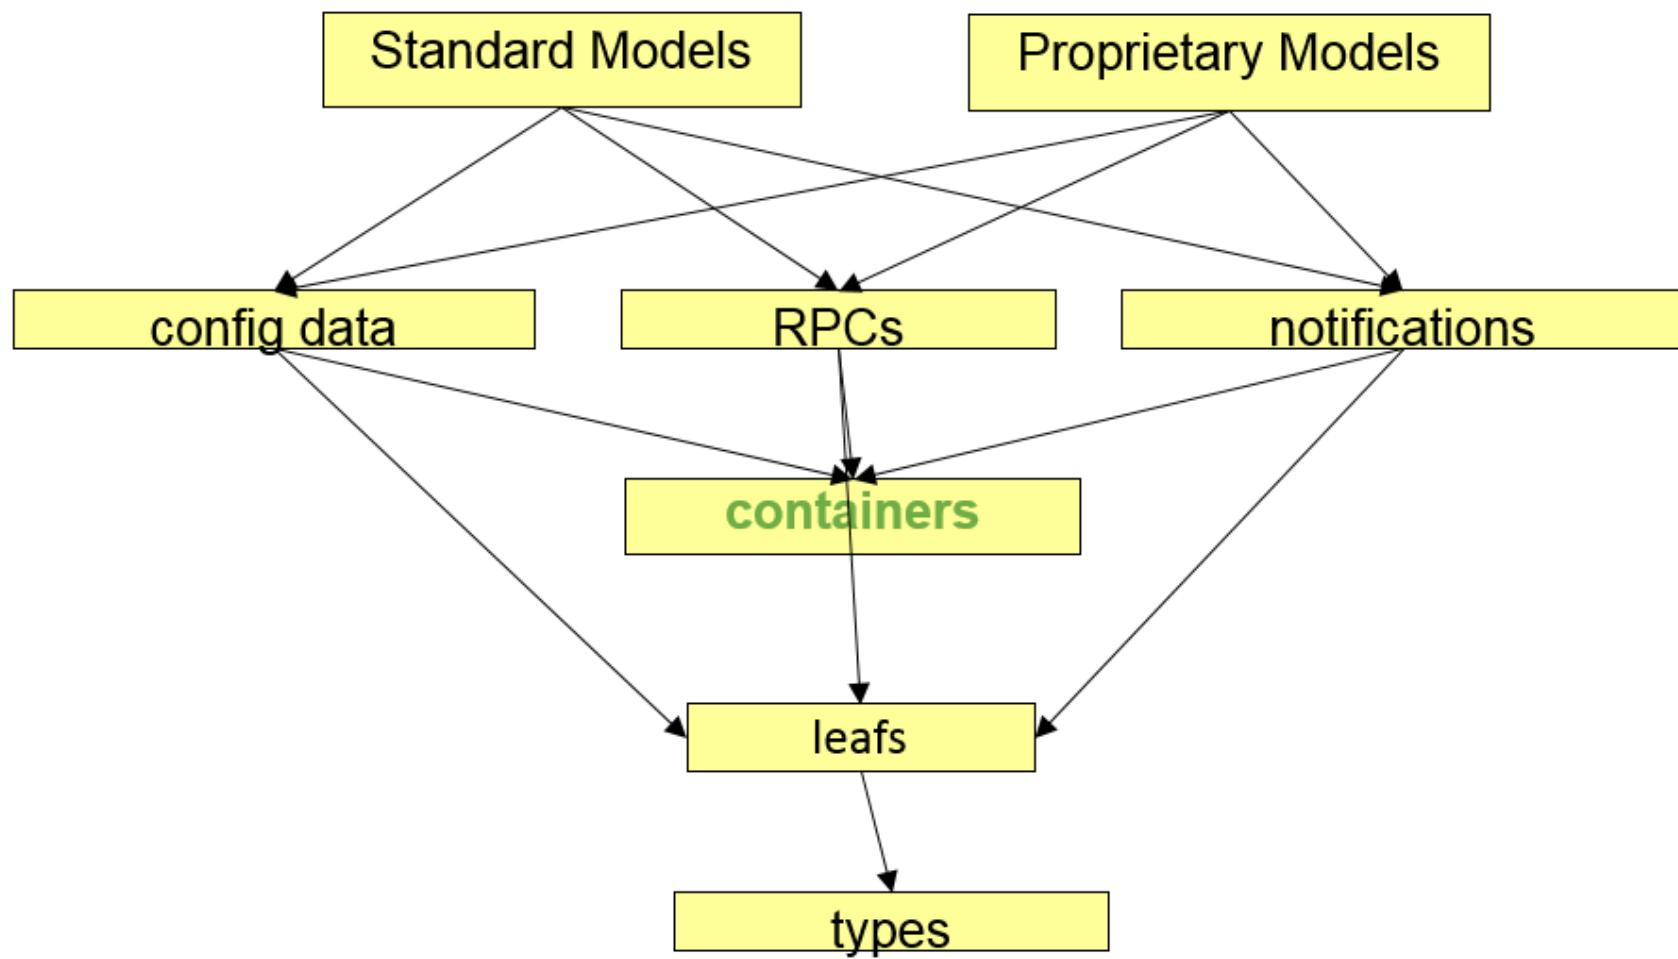 Standard Models
Proprietary Models
config data
RPCs
notifications
containers
leafs
types